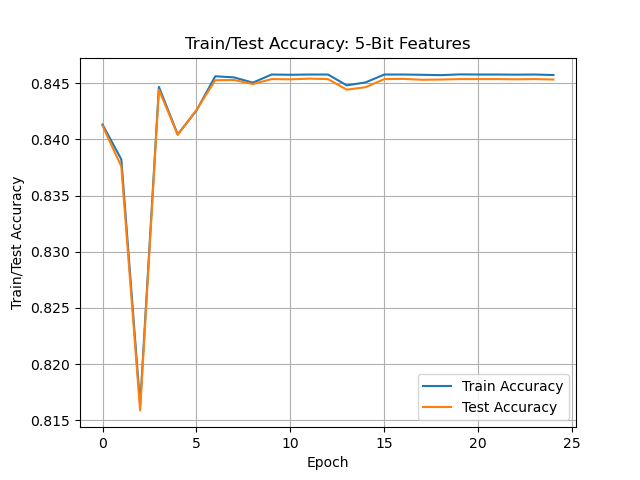 Train/Test Accuracy: 5-Bit Features
0.845
0.840
0.835
0.830
0.825
0.820
0.815
Train/Test Accuracy
Train Accuracy
Test Accuracy
0 5 10 15 20 25
Epoch